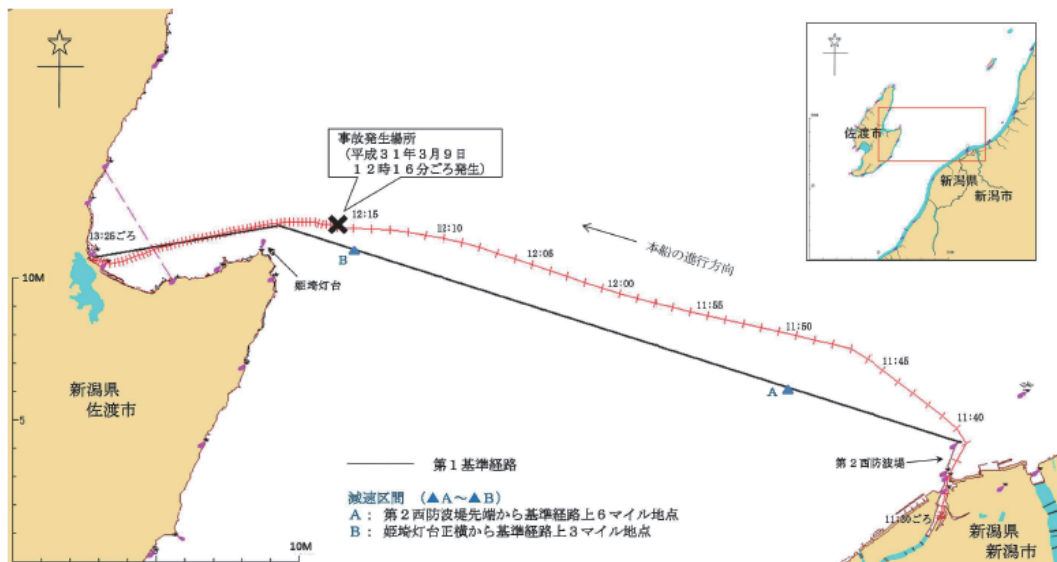 事故発生場所
(平成31年3月9日
12時16分ごろ発生)
佐渡市
新潟県
新潟市
13:25ごろ
12:15
12:10
12:05
12:00
11:55
11:50
11:45
11:40
11:30ごろ
本船の進行方向
B
A
姫埼灯台
10M
5
新潟県
佐渡市
第2西防波堤
第1基準経路
減速区間 (▲A~▲B)
A: 第2西防波堤先端から基準経路上6マイル地点
B: 姫埼灯台正横から基準経路上3マイル地点
10M
新潟県
新潟市